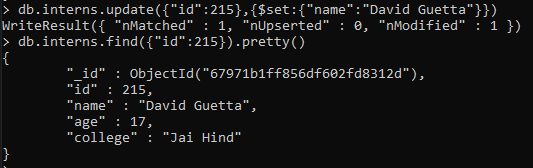 > db.interns.update({"id":215},{$set:{"name":"David Guetta"}})
WriteResult({ "nMatched" : 1, "nUpserted" : 0, "nModified" : 1 })
> db.interns.find({"id":215}).pretty()
{
        "_id" : ObjectId("67971b1ff856df602fd8312d"),
        "id" : 215,
        "name" : "David Guetta",
        "age" : 17,
        "college" : "Jai Hind"
}